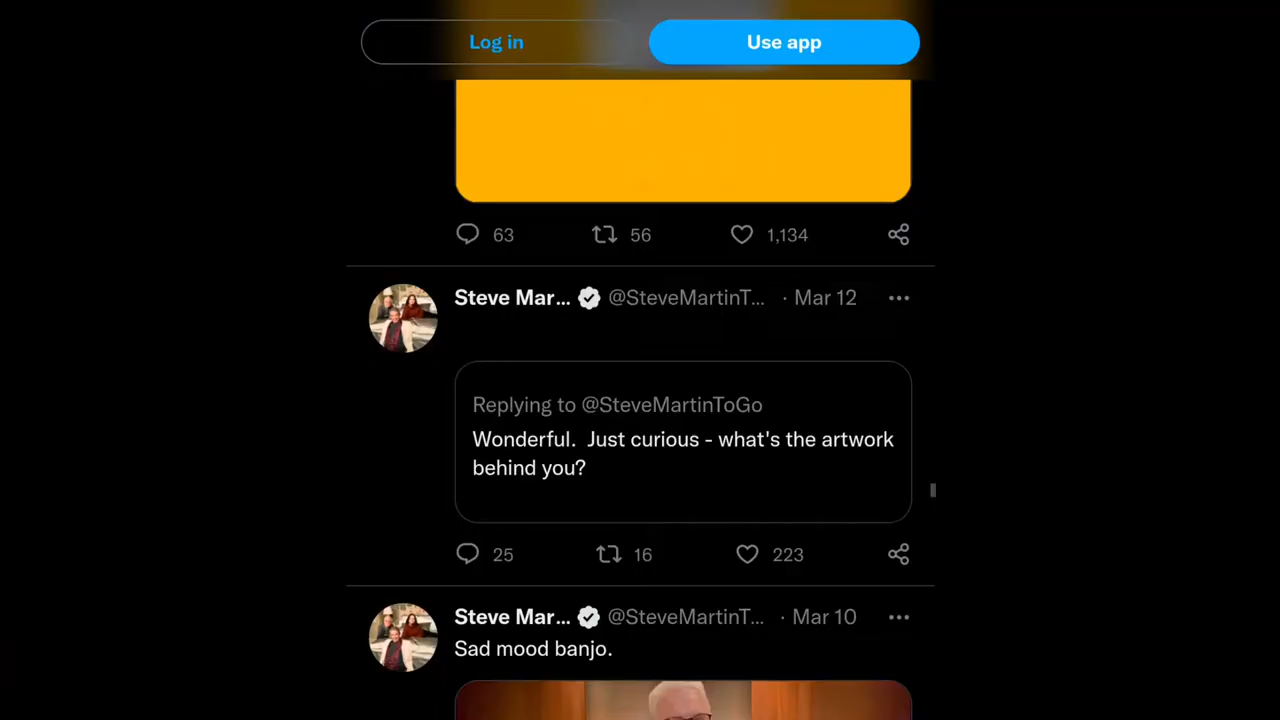 Log in
Use app
63 56 1,134
Steve Mar... @SteveMartinT... · Mar 12 ...
Replying to @SteveMartinToGo
Wonderful. Just curious - what's the artwork
behind you?
25 16 223
Steve Mar... @SteveMartinT... · Mar 10 ...
Sad mood banjo.